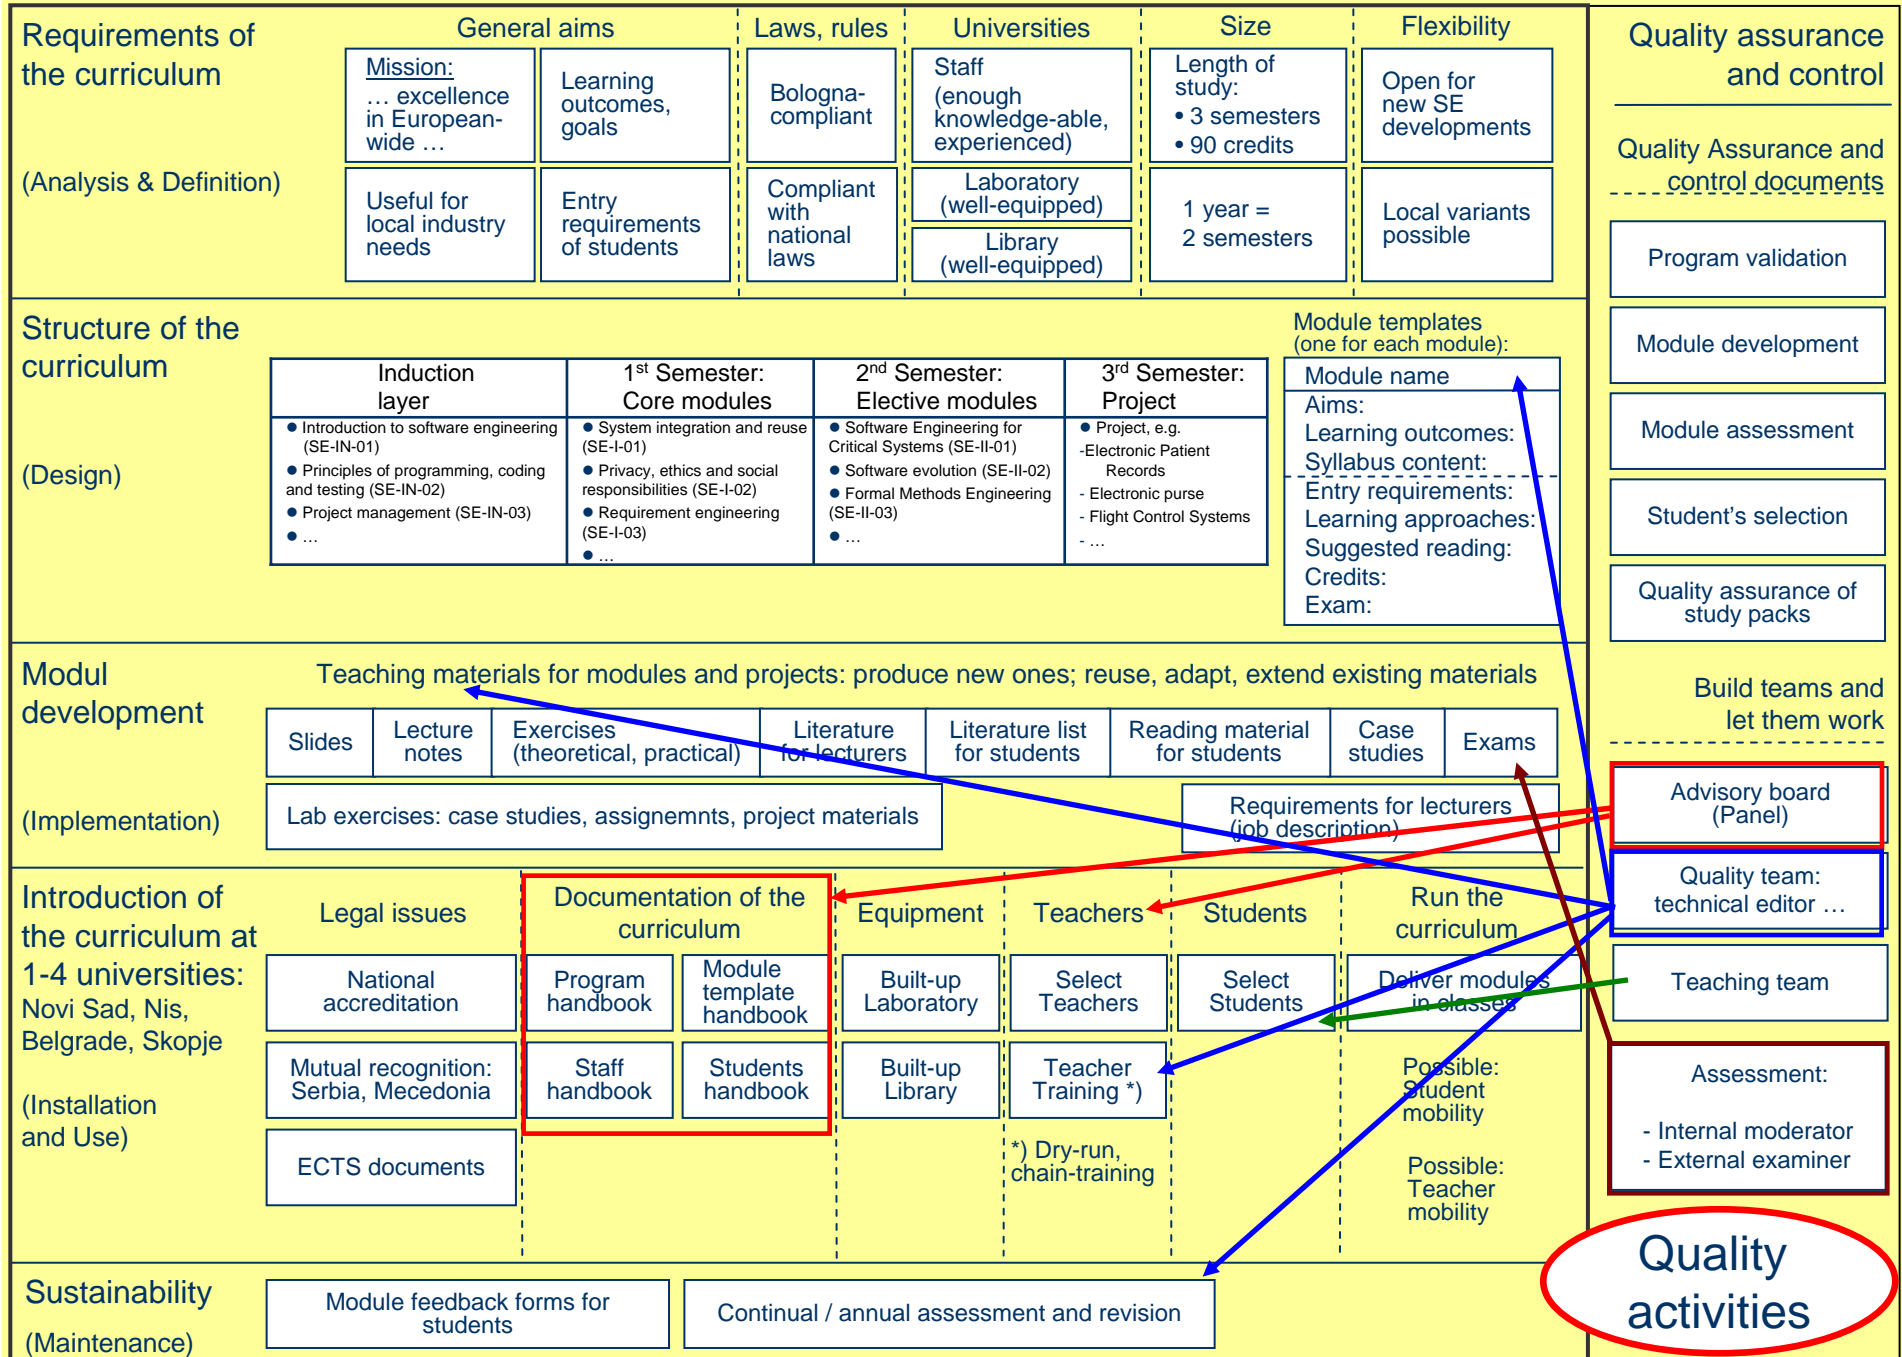 Requirements of
the curriculum
(Analysis & Definition)
General aims
Mission:
… excellence
in European-
wide …
Learning
outcomes,
goals
Useful for
local industry
needs
Entry
requirements
of students
Laws, rules
Bologna-
compliant
Compliant
with
national
laws
Universities
Staff
(enough
knowledge-able,
experienced)
Laboratory
(well-equipped)
Library
(well-equipped)
Size
Length of
study:
• 3 semesters
• 90 credits
1 year =
2 semesters
Flexibility
Open for
new SE
developments
Local variants
possible
Structure of the
curriculum
(Design)
Induction
layer
● Introduction to software engineering
(SE-IN-01)
● Principles of programming, coding
and testing (SE-IN-02)
● Project management (SE-IN-03)
● …
1st Semester:
Core modules
● System integration and reuse
(SE-I-01)
● Privacy, ethics and social
responsibilities (SE-I-02)
● Requirement engineering
(SE-I-03)
● …
2nd Semester:
Elective modules
● Software Engineering for
Critical Systems (SE-II-01)
● Software evolution (SE-II-02)
● Formal Methods Engineering
(SE-II-03)
● …
3rd Semester:
Project
● Project, e.g.
-Electronic Patient
Records
- Electronic purse
- Flight Control Systems
- …
Module templates
(one for each module):
Module name
Aims:
Learning outcomes:
Syllabus content:
Entry requirements:
Learning approaches:
Suggested reading:
Credits:
Exam:
Modul
development
(Implementation)
Teaching materials for modules and projects: produce new ones; reuse, adapt, extend existing materials
Slides
Lecture
notes
Exercises
(theoretical, practical)
Literature
for lecturers
Literature list
for students
Reading material
for students
Case
studies
Exams
Lab exercises: case studies, assignemnts, project materials
Requirements for lecturers
(job description)
Introduction of
the curriculum at
1-4 universities:
Novi Sad, Nis,
Belgrade, Skopje
(Installation
and Use)
Legal issues
National
accreditation
Mutual recognition:
Serbia, Mecedonia
ECTS documents
Documentation of the
curriculum
Program
handbook
Module
template
handbook
Staff
handbook
Students
handbook
Equipment
Built-up
Laboratory
Built-up
Library
Teachers
Select
Teachers
Teacher
Training *)
*) Dry-run,
chain-training
Students
Select
Students
Run the
curriculum
Deliver modules
in classes
Possible:
Student
mobility
Possible:
Teacher
mobility
Sustainability
(Maintenance)
Module feedback forms for
students
Continual / annual assessment and revision
Quality assurance
and control
Quality Assurance and
control documents
Program validation
Module development
Module assessment
Student's selection
Quality assurance of
study packs
Build teams and
let them work
Advisory board
(Panel)
Quality team:
technical editor …
Teaching team
Assessment:
- Internal moderator
- External examiner
Quality
activities